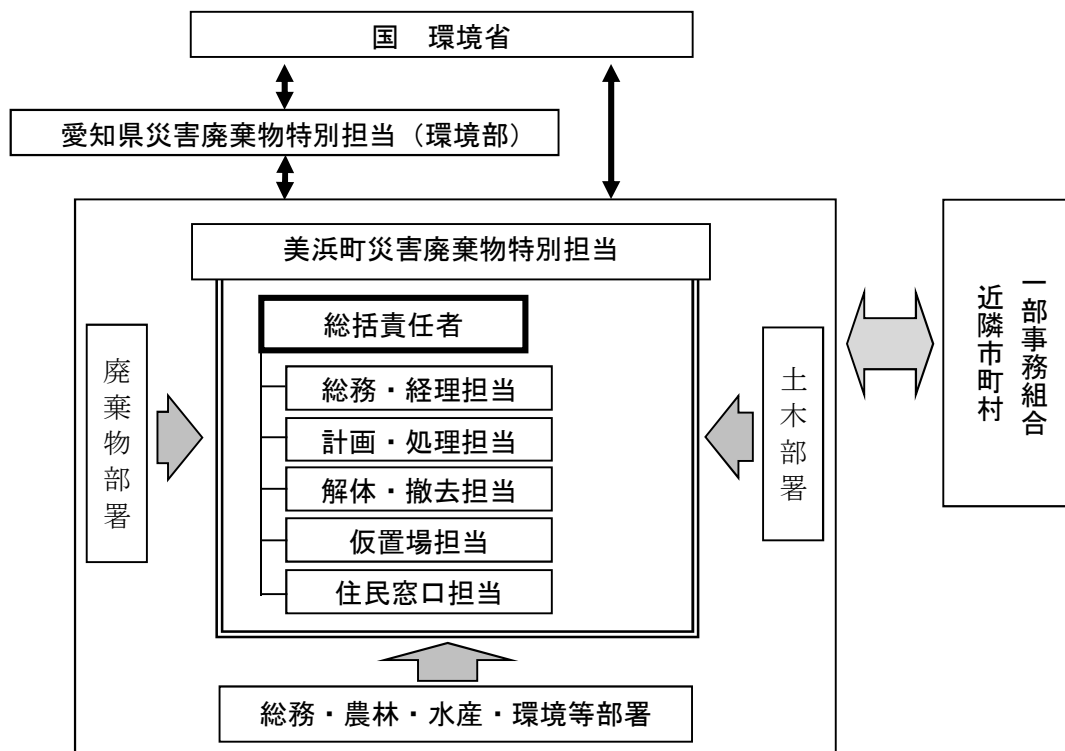 国　環境省
愛知県災害廃棄物特別担当（環境部）
美浜町災害廃棄物特別担当
総括責任者
総務・経理担当
計画・処理担当
解体・撤去担当
仮置場担当
住民窓口担当
廃棄物部署
土木部署
総務・農林・水産・環境等部署
一部事務組合
近隣市町村